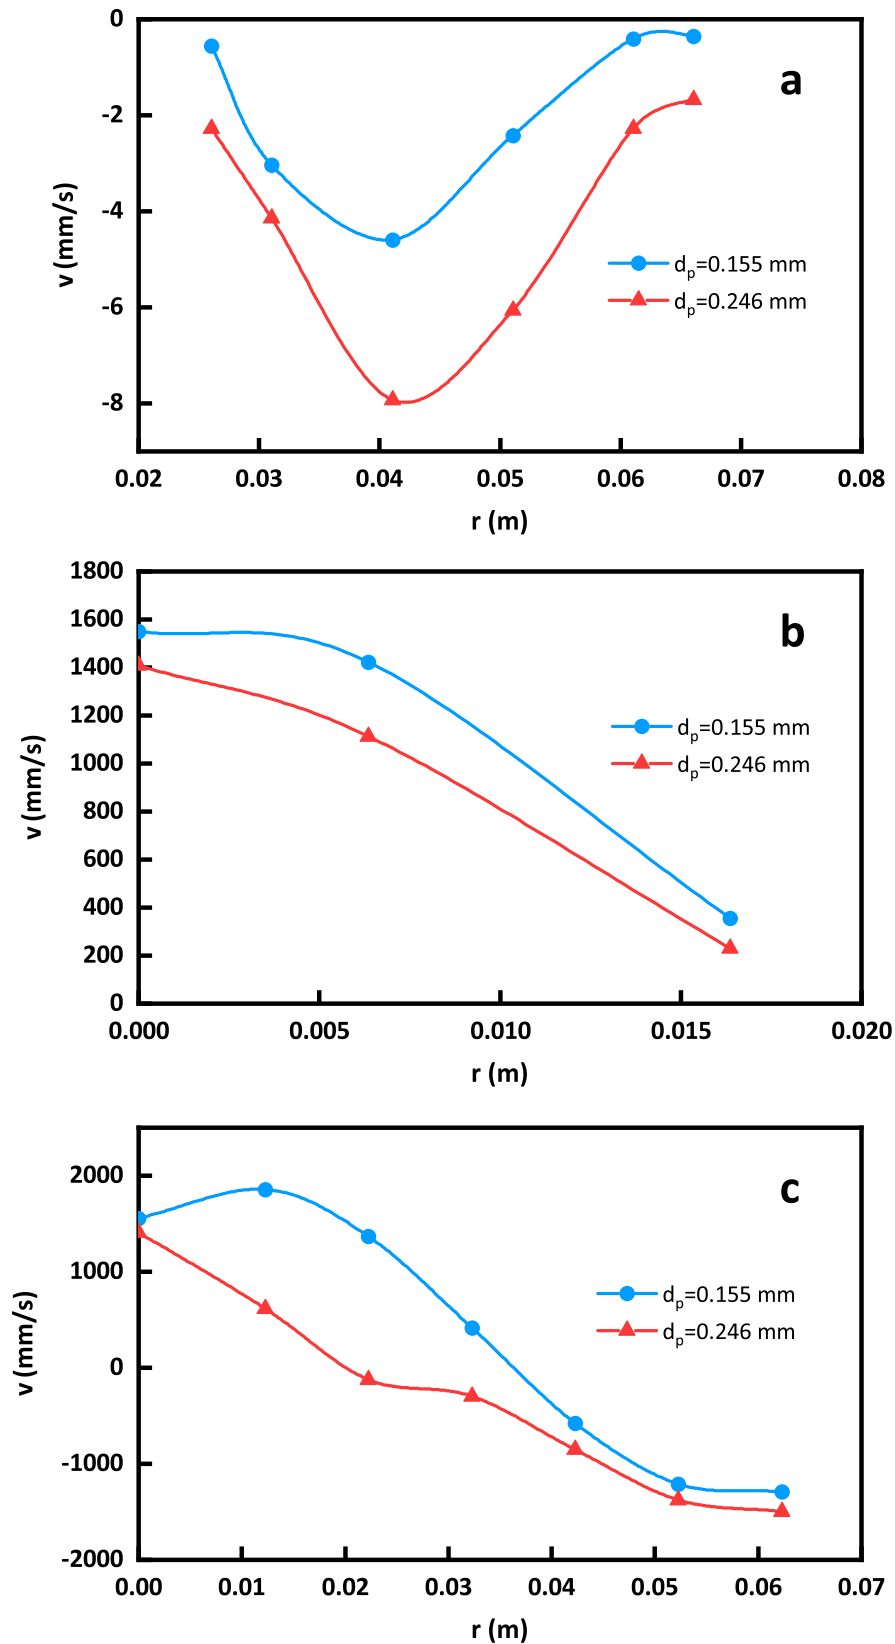 0
-2
-4
-6
-8
v (mm/s)
a
dₚ=0.155 mm
dₚ=0.246 mm
0.02 0.03 0.04 0.05 0.06 0.07 0.08
r (m)
1800
1600
1400
1200
1000
800
600
400
200
0
v (mm/s)
b
dₚ=0.155 mm
dₚ=0.246 mm
0.000 0.005 0.010 0.015 0.020
r (m)
2000
1000
0
-1000
-2000
v (mm/s)
c
dₚ=0.155 mm
dₚ=0.246 mm
0.00 0.01 0.02 0.03 0.04 0.05 0.06 0.07
r (m)